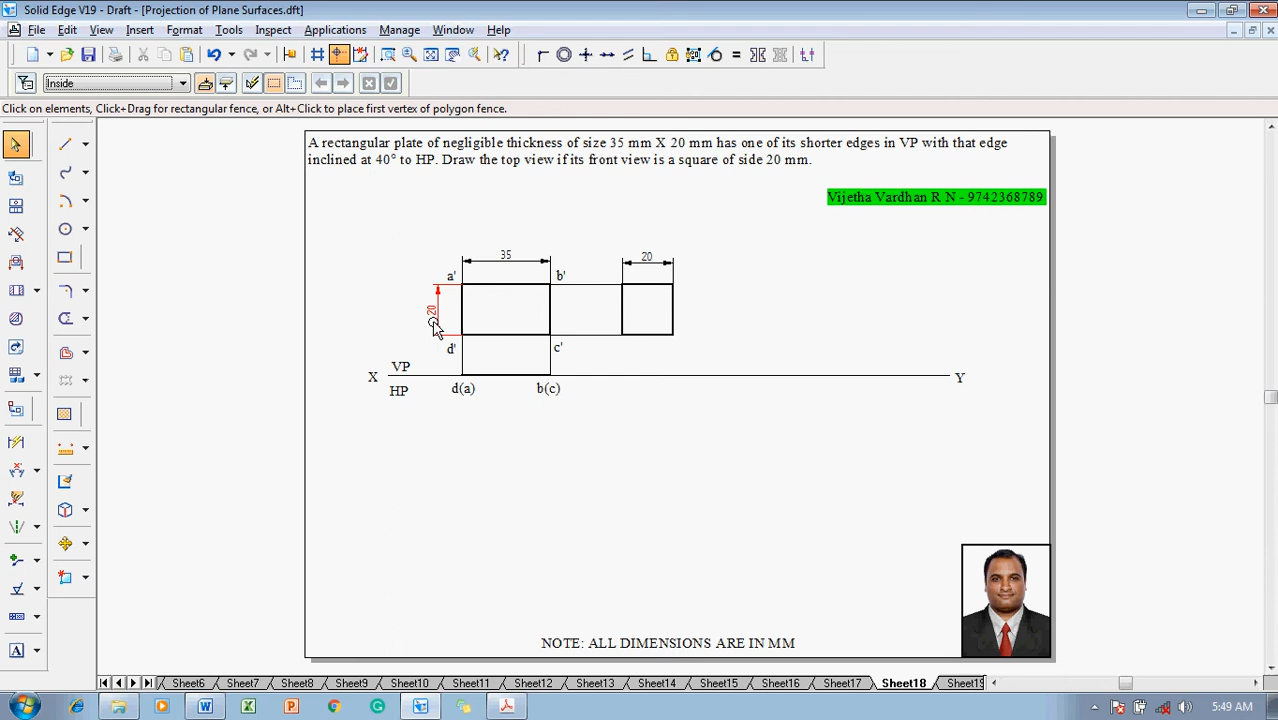 Solid Edge V19 - Draft - [Projection of Plane Surfaces.dft]
File Edit View Insert Format Tools Inspect Applications Manage Window Help
Inside
Click on elements, Click+Drag for rectangular fence, or Alt+Click to place first vertex of polygon fence.
A rectangular plate of negligible thickness of size 35 mm X 20 mm has one of its shorter edges in VP with that edge
inclined at 40° to HP. Draw the top view if its front view is a square of side 20 mm.
Vijetha Vardhan R N - 9742368789
35 20
a' b'
20
d' c'
VP
X Y
HP d(a) b(c)
NOTE: ALL DIMENSIONS ARE IN MM
Sheet6 Sheet7 Sheet8 Sheet9 Sheet10 Sheet11 Sheet12 Sheet13 Sheet14 Sheet15 Sheet16 Sheet17 Sheet18 Sheet1
5:49 AM